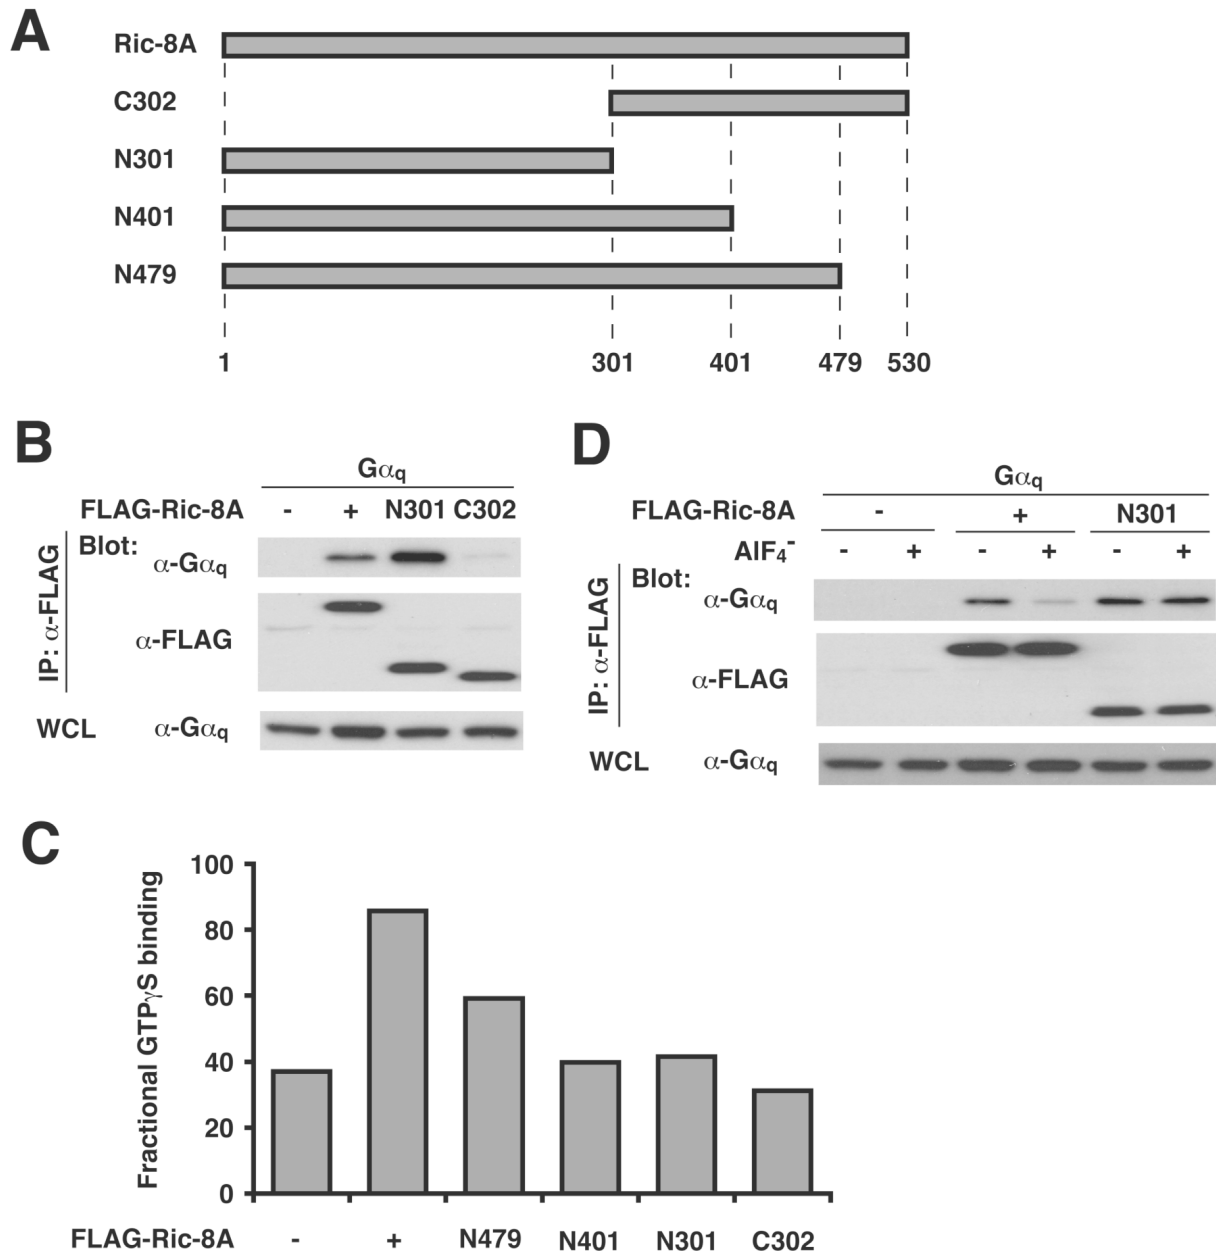 A
Ric-8A
C302
N301
N401
N479
1 301 401 479 530
B
Gαq
FLAG-Ric-8A - + N301 C302
IP: α-FLAG
Blot:
α-Gαq
α-FLAG
WCL α-Gαq
D
Gαq
FLAG-Ric-8A - + N301
AlF4- - + - + - +
IP: α-FLAG
Blot:
α-Gαq
α-FLAG
WCL α-Gαq
C
Fractional GTPγS binding
100
80
60
40
20
0
FLAG-Ric-8A - + N479 N401 N301 C302